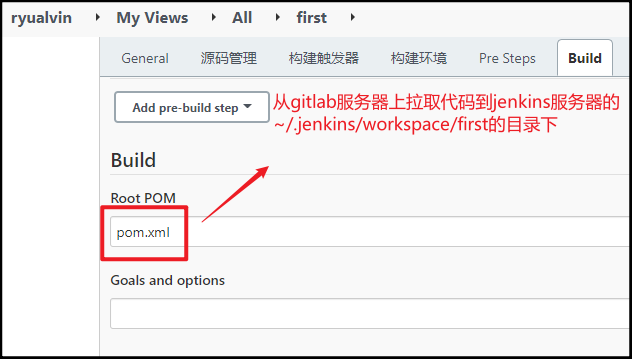 ryualvin My Views All first
General 源码管理 构建触发器 构建环境 Pre Steps Build
Add pre-build step
从gitlab服务器上拉取代码到jenkins服务器的
~/.jenkins/workspace/first的目录下
Build
Root POM
pom.xml
Goals and options